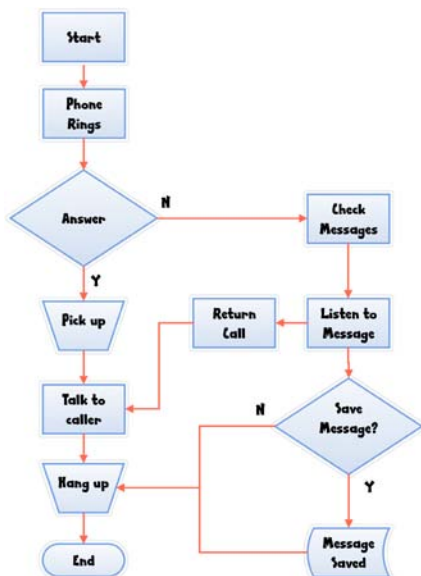 Start
Phone
Rings
Answer
N
Check
Messages
Y
Pick up
Return
Call
Listen to
Message
Talk to
caller
N
Save
Message?
Hang up
Y
End
Message
Saved